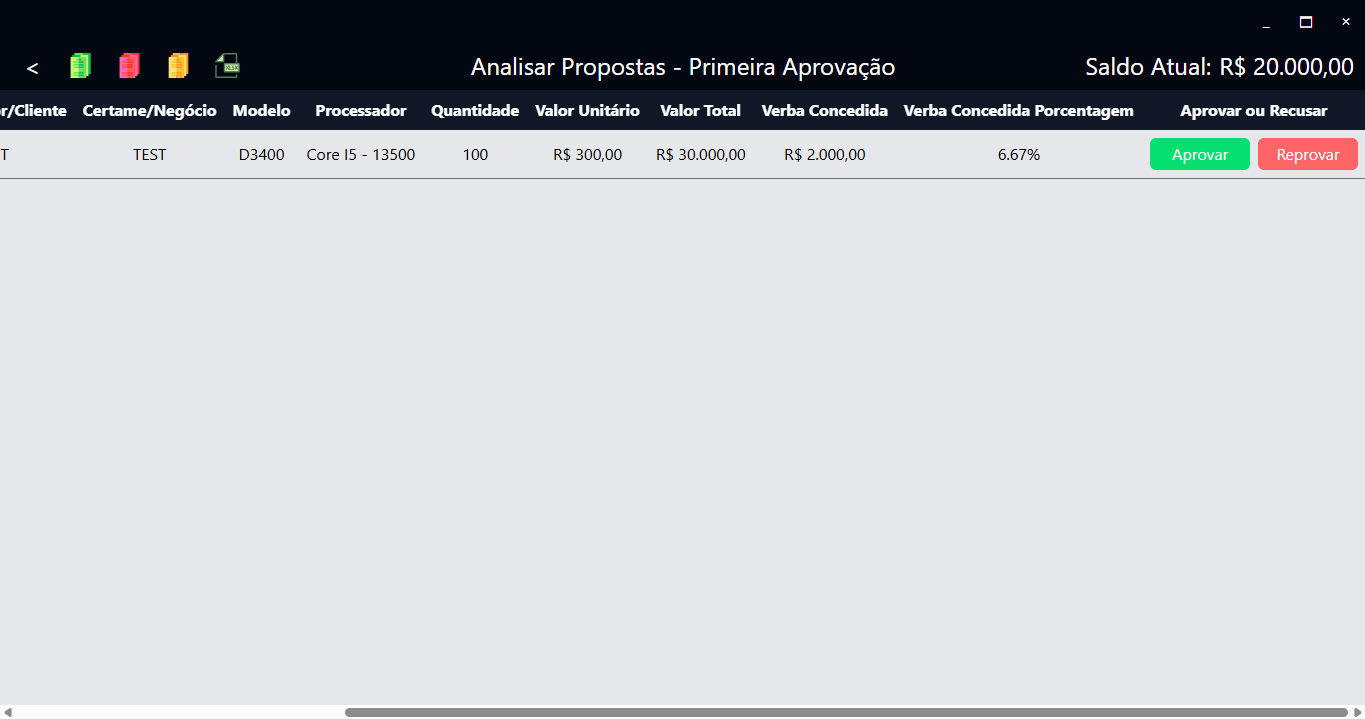 < XLSX Analisar Propostas - Primeira Aprovação Saldo Atual: R$ 20.000,00
r/Cliente Certame/Negócio Modelo Processador Quantidade Valor Unitário Valor Total Verba Concedida Verba Concedida Porcentagem Aprovar ou Recusar
T TEST D3400 Core I5 - 13500 100 R$ 300,00 R$ 30.000,00 R$ 2.000,00 6.67% Aprovar Reprovar